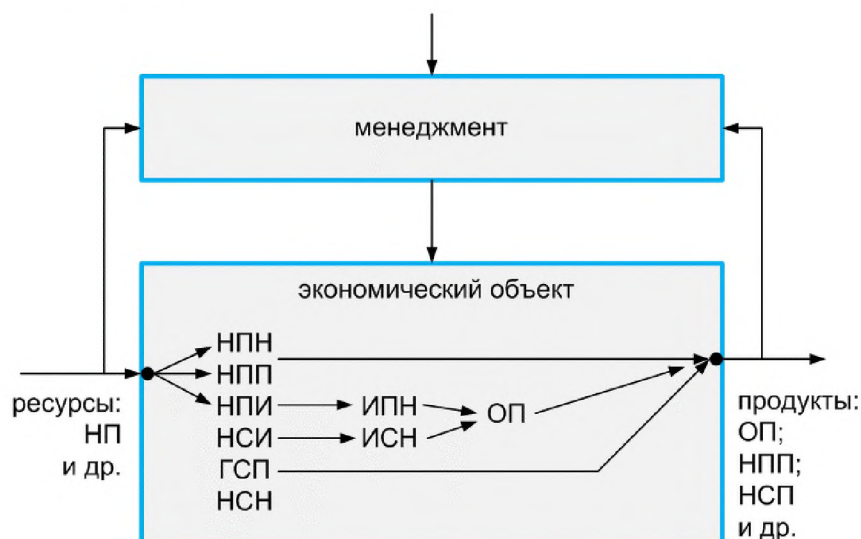 менеджмент
экономический объект
НПН
НПП
НПИ ИПН ОП
НСИ ИСН
ГСП
НСН
ресурсы:
НП
и др.
продукты:
ОП;
НПП;
НСП
и др.